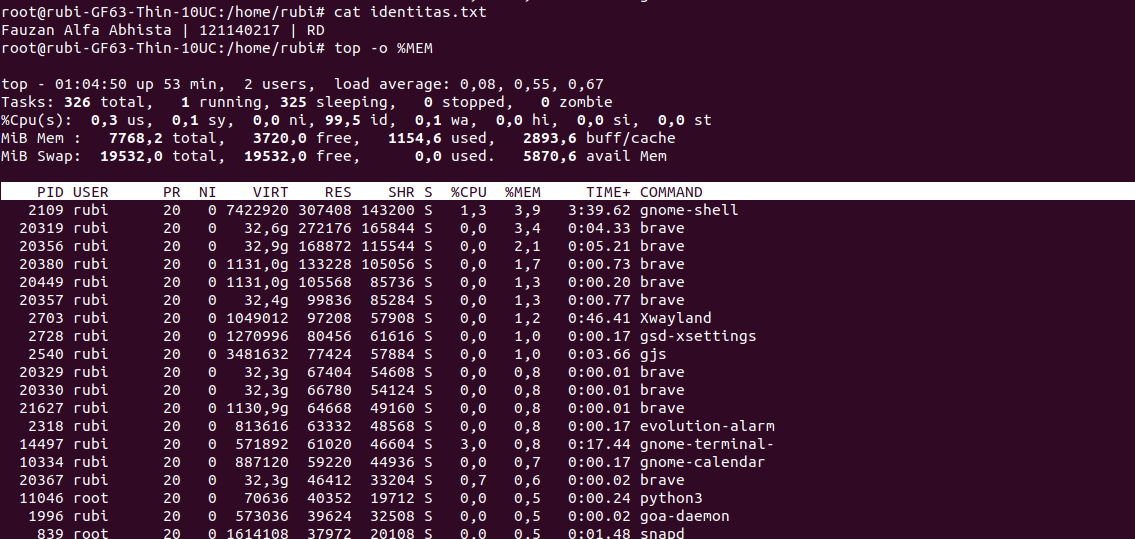 root@rubi-GF63-Thin-10UC:/home/rubi# cat identitas.txt
Fauzan Alfa Abhista | 121140217 | RD
root@rubi-GF63-Thin-10UC:/home/rubi# top -o %MEM
top - 01:04:50 up 53 min,  2 users,  load average: 0,08, 0,55, 0,67
Tasks: 326 total,   1 running, 325 sleeping,   0 stopped,   0 zombie
%Cpu(s):  0,3 us,  0,1 sy,  0,0 ni, 99,5 id,  0,1 wa,  0,0 hi,  0,0 si,  0,0 st
MiB Mem :   7768,2 total,   3720,0 free,   1154,6 used,   2893,6 buff/cache
MiB Swap:  19532,0 total,  19532,0 free,      0,0 used.   5870,6 avail Mem
PID USER      PR  NI    VIRT    RES    SHR S  %CPU  %MEM     TIME+ COMMAND
2109 rubi      20   0 7422920 307408 143200 S   1,3   3,9   3:39.62 gnome-shell
20319 rubi      20   0   32,6g 272176 165844 S   0,0   3,4   0:04.33 brave
20356 rubi      20   0   32,9g 168872 115544 S   0,0   2,1   0:05.21 brave
20380 rubi      20   0 1131,0g 133228 105056 S   0,0   1,7   0:00.73 brave
20449 rubi      20   0 1131,0g 105568  85736 S   0,0   1,3   0:00.20 brave
20357 rubi      20   0   32,4g  99836  85284 S   0,0   1,3   0:00.77 brave
2703 rubi      20   0 1049012  97208  57908 S   0,0   1,2   0:46.41 Xwayland
2728 rubi      20   0 1270996  80456  61616 S   0,0   1,0   0:00.17 gsd-xsettings
2540 rubi      20   0 3481632  77424  57884 S   0,0   1,0   0:03.66 gjs
20329 rubi      20   0   32,3g  67404  54608 S   0,0   0,8   0:00.01 brave
20330 rubi      20   0   32,3g  66780  54124 S   0,0   0,8   0:00.01 brave
21627 rubi      20   0 1130,9g  64668  49160 S   0,0   0,8   0:00.01 brave
2318 rubi      20   0  813616  63332  48568 S   0,0   0,8   0:00.17 evolution-alarm
14497 rubi      20   0  571892  61020  46604 S   3,0   0,8   0:17.44 gnome-terminal-
10334 rubi      20   0  887120  59220  44936 S   0,0   0,7   0:00.17 gnome-calendar
20367 rubi      20   0   32,3g  46412  33204 S   0,7   0,6   0:00.02 brave
11046 root      20   0   70636  40352  19712 S   0,0   0,5   0:00.24 python3
1996 rubi      20   0  573036  39624  32508 S   0,0   0,5   0:00.02 goa-daemon
839 root      20   0 1614108  37972  20108 S   0,0   0,5   0:01.48 snapd